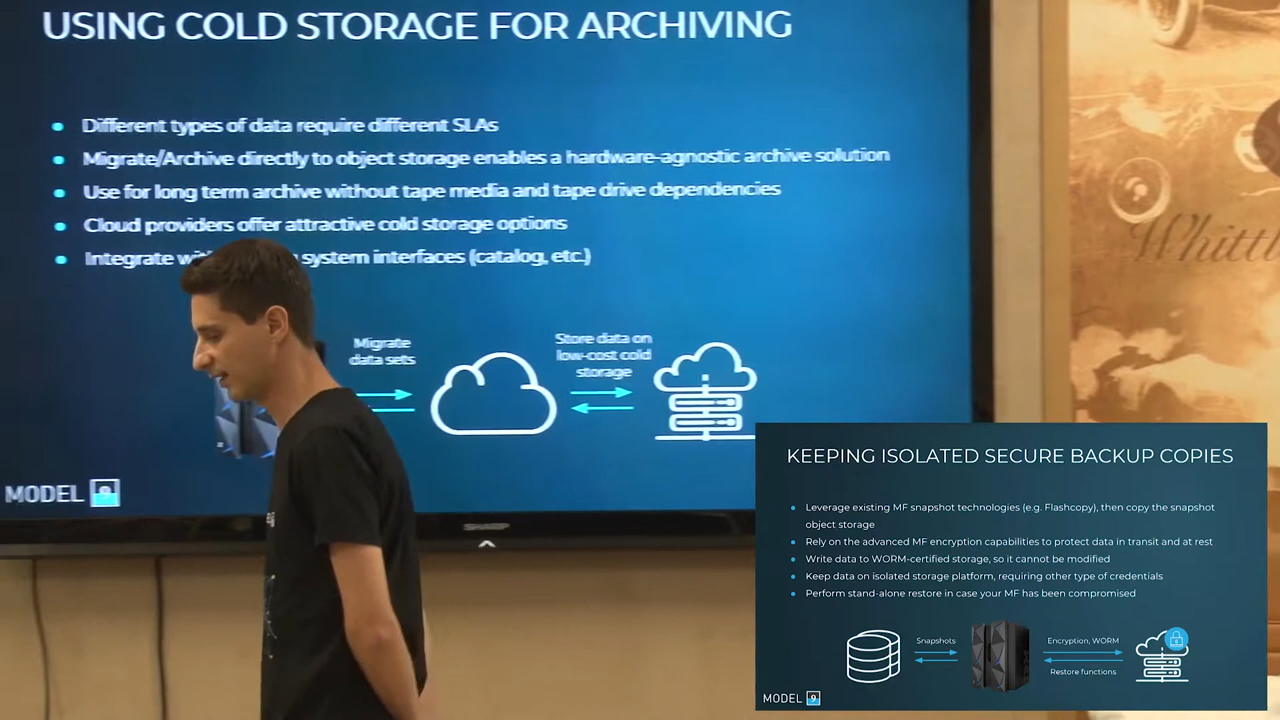 USING COLD STORAGE FOR ARCHIVING
Different types of data require different SLAs
Migrate/Archive directly to object storage enables a hardware-agnostic archive solution
Use for long term archive without tape media and tape drive dependencies
Cloud providers offer attractive cold storage options
Integrate system interfaces (catalog, etc.)
Migrate
data sets
Store data on
low-cost cold
storage
MODEL 9
SHARP
Whittl
KEEPING ISOLATED SECURE BACKUP COPIES
Leverage existing MF snapshot technologies (e.g. Flashcopy), then copy the snapshot
object storage
Rely on the advanced MF encryption capabilities to protect data in transit and at rest
Write data to WORM-certified storage, so it cannot be modified
Keep data on isolated storage platform, requiring other type of credentials
Perform stand-alone restore in case your MF has been compromised
Snapshots
Encryption, WORM
Restore functions
MODEL 9